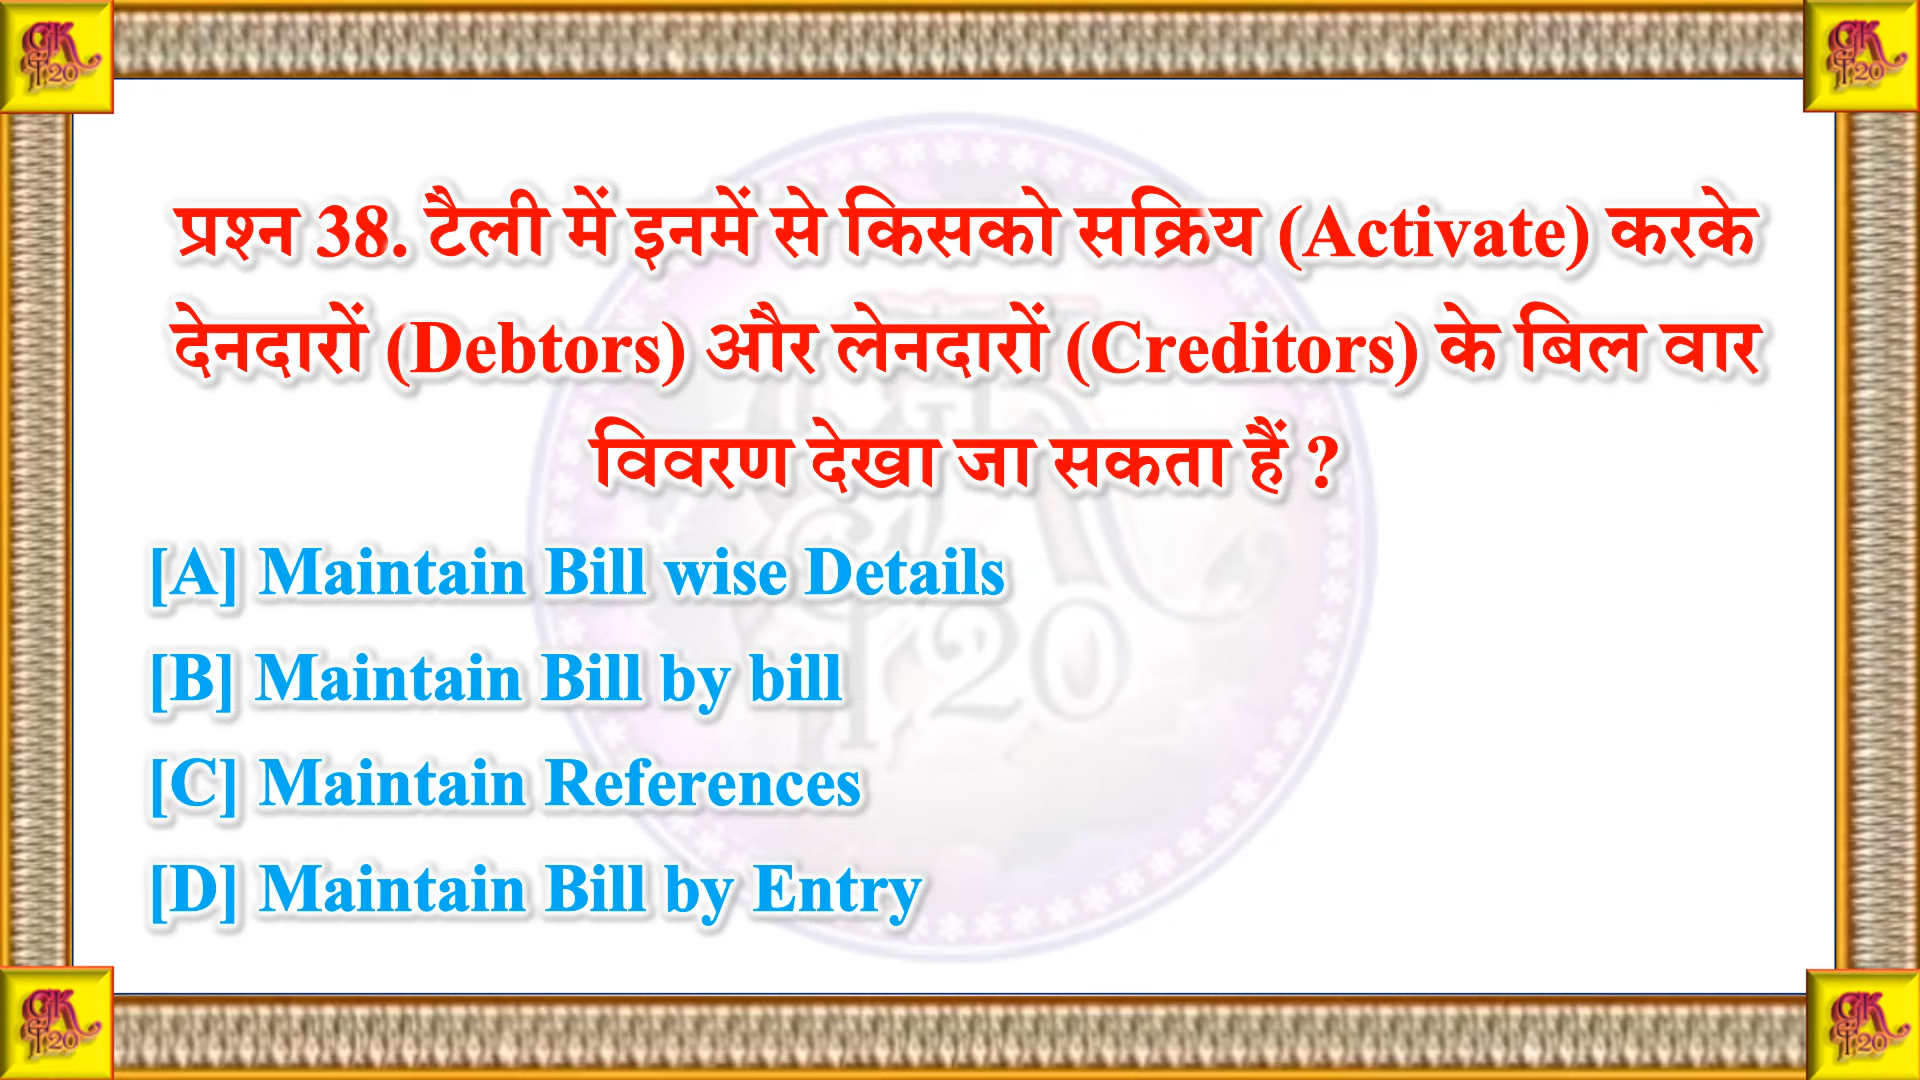 प्रश्न 38. टैली में इनमें से किसको सक्रिय (Activate) करके
देनदारों (Debtors) और लेनदारों (Creditors) के बिल वार
विवरण देखा जा सकता हैं ?
[A] Maintain Bill wise Details
[B] Maintain Bill by bill
[C] Maintain References
[D] Maintain Bill by Entry